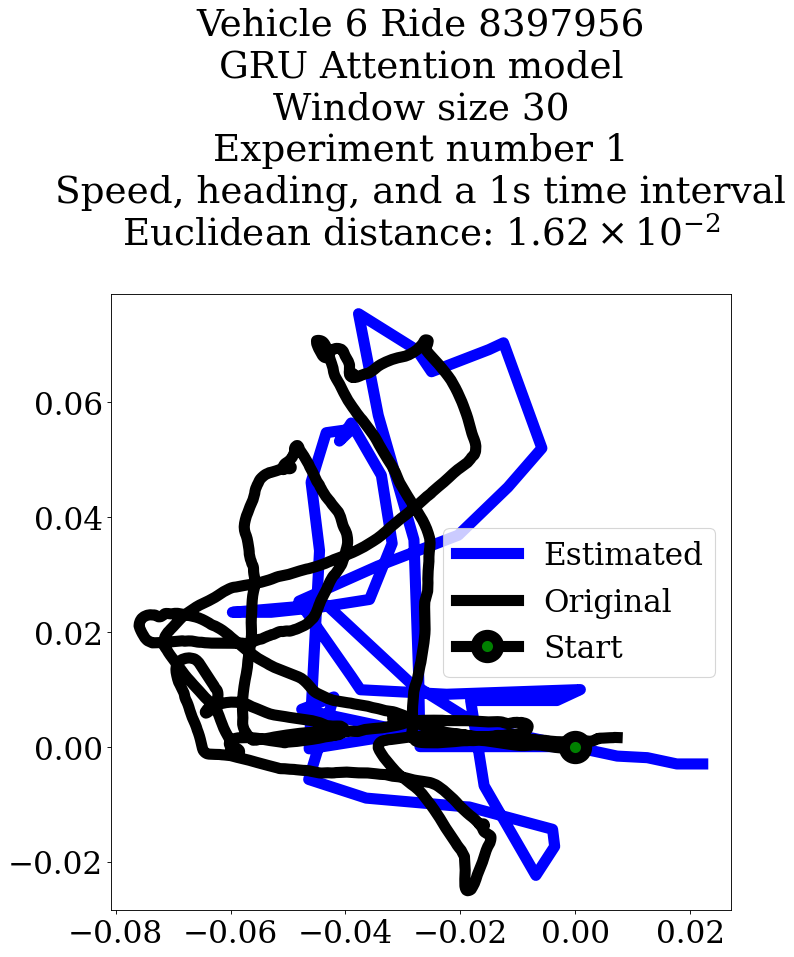 Vehicle 6 Ride 8397956
GRU Attention model
Window size 30
Experiment number 1
Speed, heading, and a 1s time interval
Euclidean distance: 1.62 × 10⁻²
0.06
0.04
0.02
0.00
−0.02
Estimated
Original
Start
−0.08 −0.06 −0.04 −0.02 0.00 0.02